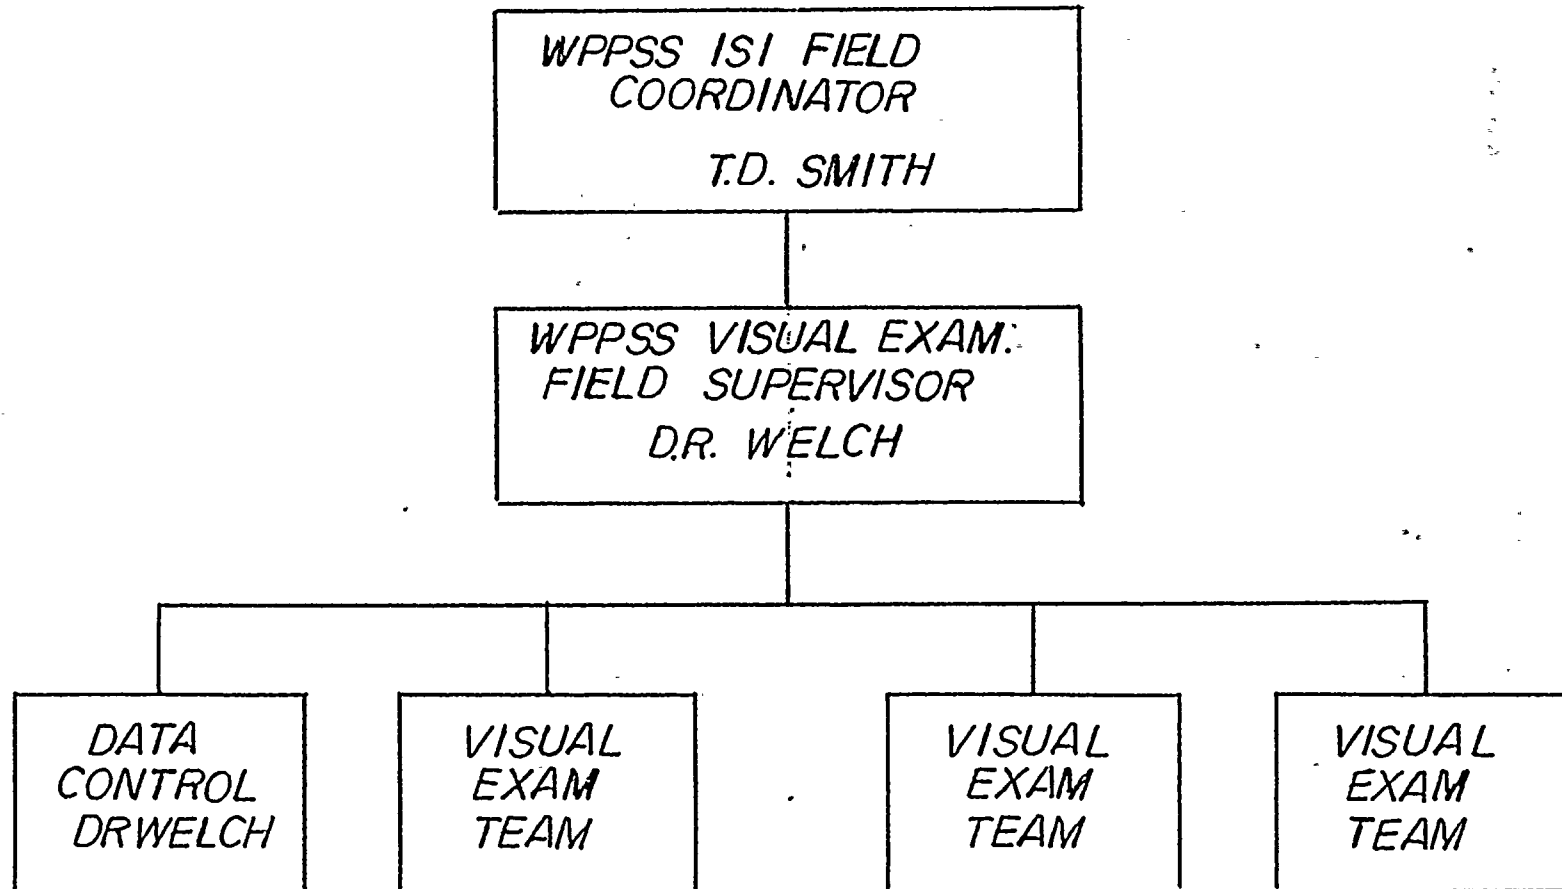 WPPSS ISI FIELD
COORDINATOR
T.D. SMITH
WPPSS VISUAL EXAM.
FIELD SUPERVISOR
D.R. WELCH
DATA
CONTROL
DRWELCH
VISUAL
EXAM
TEAM
VISUAL
EXAM
TEAM
VISUAL
EXAM
TEAM